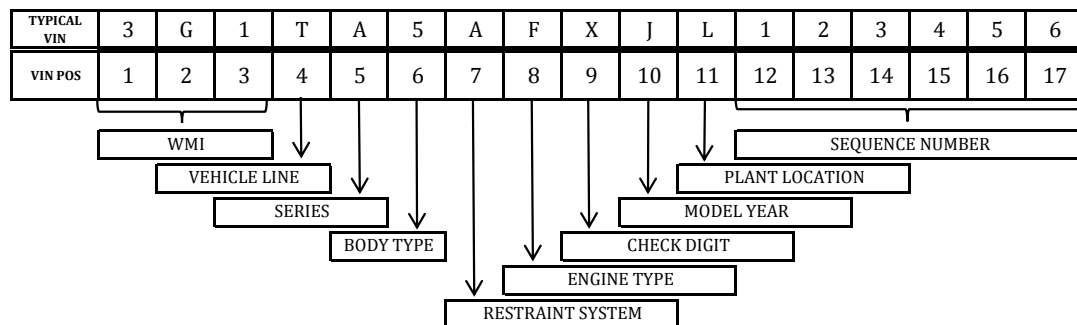 TYPICAL VIN 3 G 1 T A 5 A F X J L 1 2 3 4 5 6
VIN POS 1 2 3 4 5 6 7 8 9 10 11 12 13 14 15 16 17
WMI SEQUENCE NUMBER
VEHICLE LINE PLANT LOCATION
SERIES MODEL YEAR
BODY TYPE CHECK DIGIT
ENGINE TYPE
RESTRAINT SYSTEM